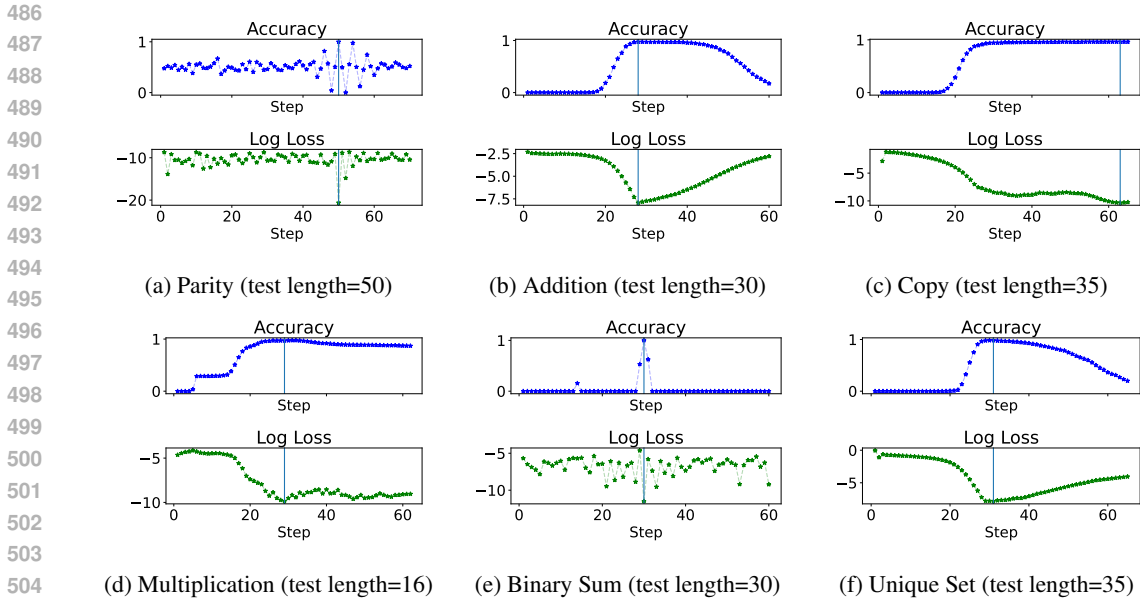 486
487
488
489
490
491
492
493
494
495
496
497
498
499
500
501
502
503
504
Accuracy
1
0
Step
Log Loss
−10
−20
0 20 40 60
Step
(a) Parity (test length=50)
Accuracy
1
0
Step
Log Loss
−2.5
−5.0
−7.5
0 20 40 60
Step
(b) Addition (test length=30)
Accuracy
1
0
Step
Log Loss
−5
−10
0 20 40 60
Step
(c) Copy (test length=35)
Accuracy
1
0
Step
Log Loss
−5
−10
0 20 40 60
Step
(d) Multiplication (test length=16)
Accuracy
1
0
Step
Log Loss
−5
−10
0 20 40 60
Step
(e) Binary Sum (test length=30)
Accuracy
1
0
Step
Log Loss
0
−5
0 20 40 60
Step
(f) Unique Set (test length=35)